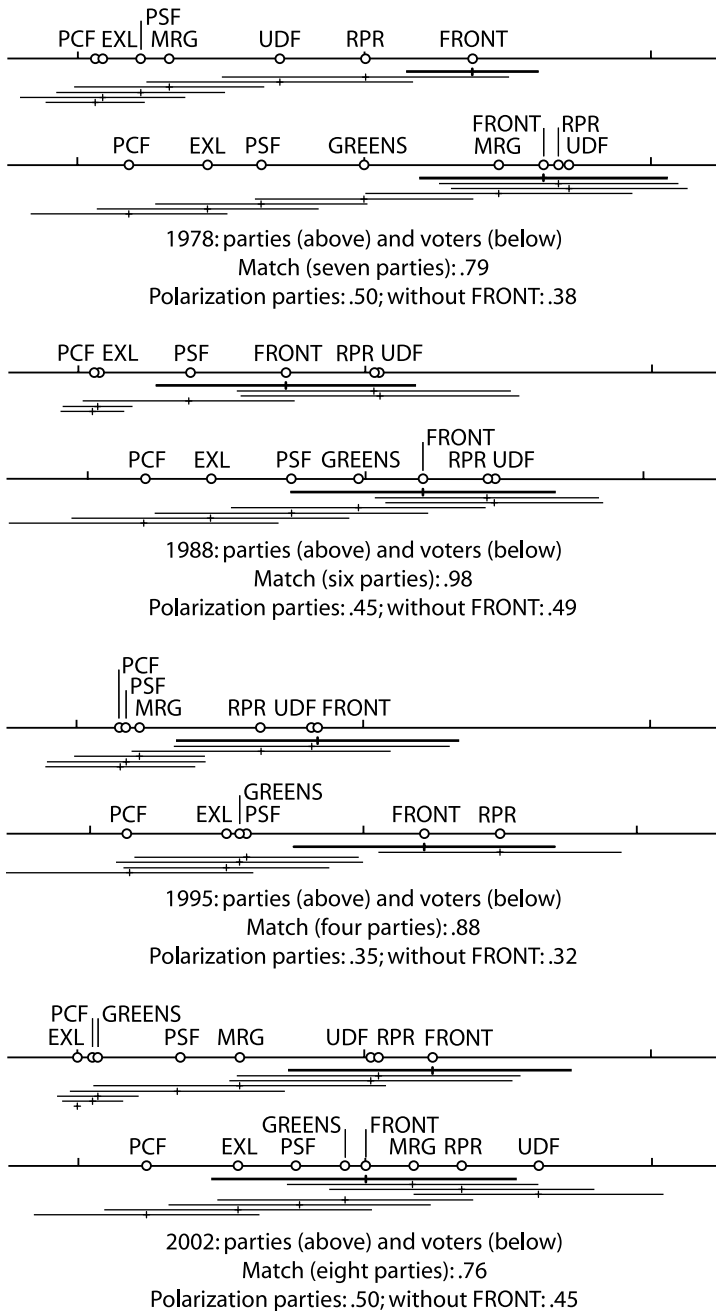 PSF
PCF EXL MRG UDF RPR FRONT
FRONT RPR
PCF EXL PSF GREENS MRG UDF
1978: parties (above) and voters (below)
Match (seven parties): .79
Polarization parties: .50; without FRONT: .38
PCF EXL PSF FRONT RPR UDF
FRONT
PCF EXL PSF GREENS RPR UDF
1988: parties (above) and voters (below)
Match (six parties): .98
Polarization parties: .45; without FRONT: .49
PCF
PSF
MRG RPR UDF FRONT
GREENS
PCF EXL PSF FRONT RPR
1995: parties (above) and voters (below)
Match (four parties): .88
Polarization parties: .35; without FRONT: .32
PCF GREENS
EXL PSF MRG UDF RPR FRONT
GREENS FRONT
PCF EXL PSF MRG RPR UDF
2002: parties (above) and voters (below)
Match (eight parties): .76
Polarization parties: .50; without FRONT: .45